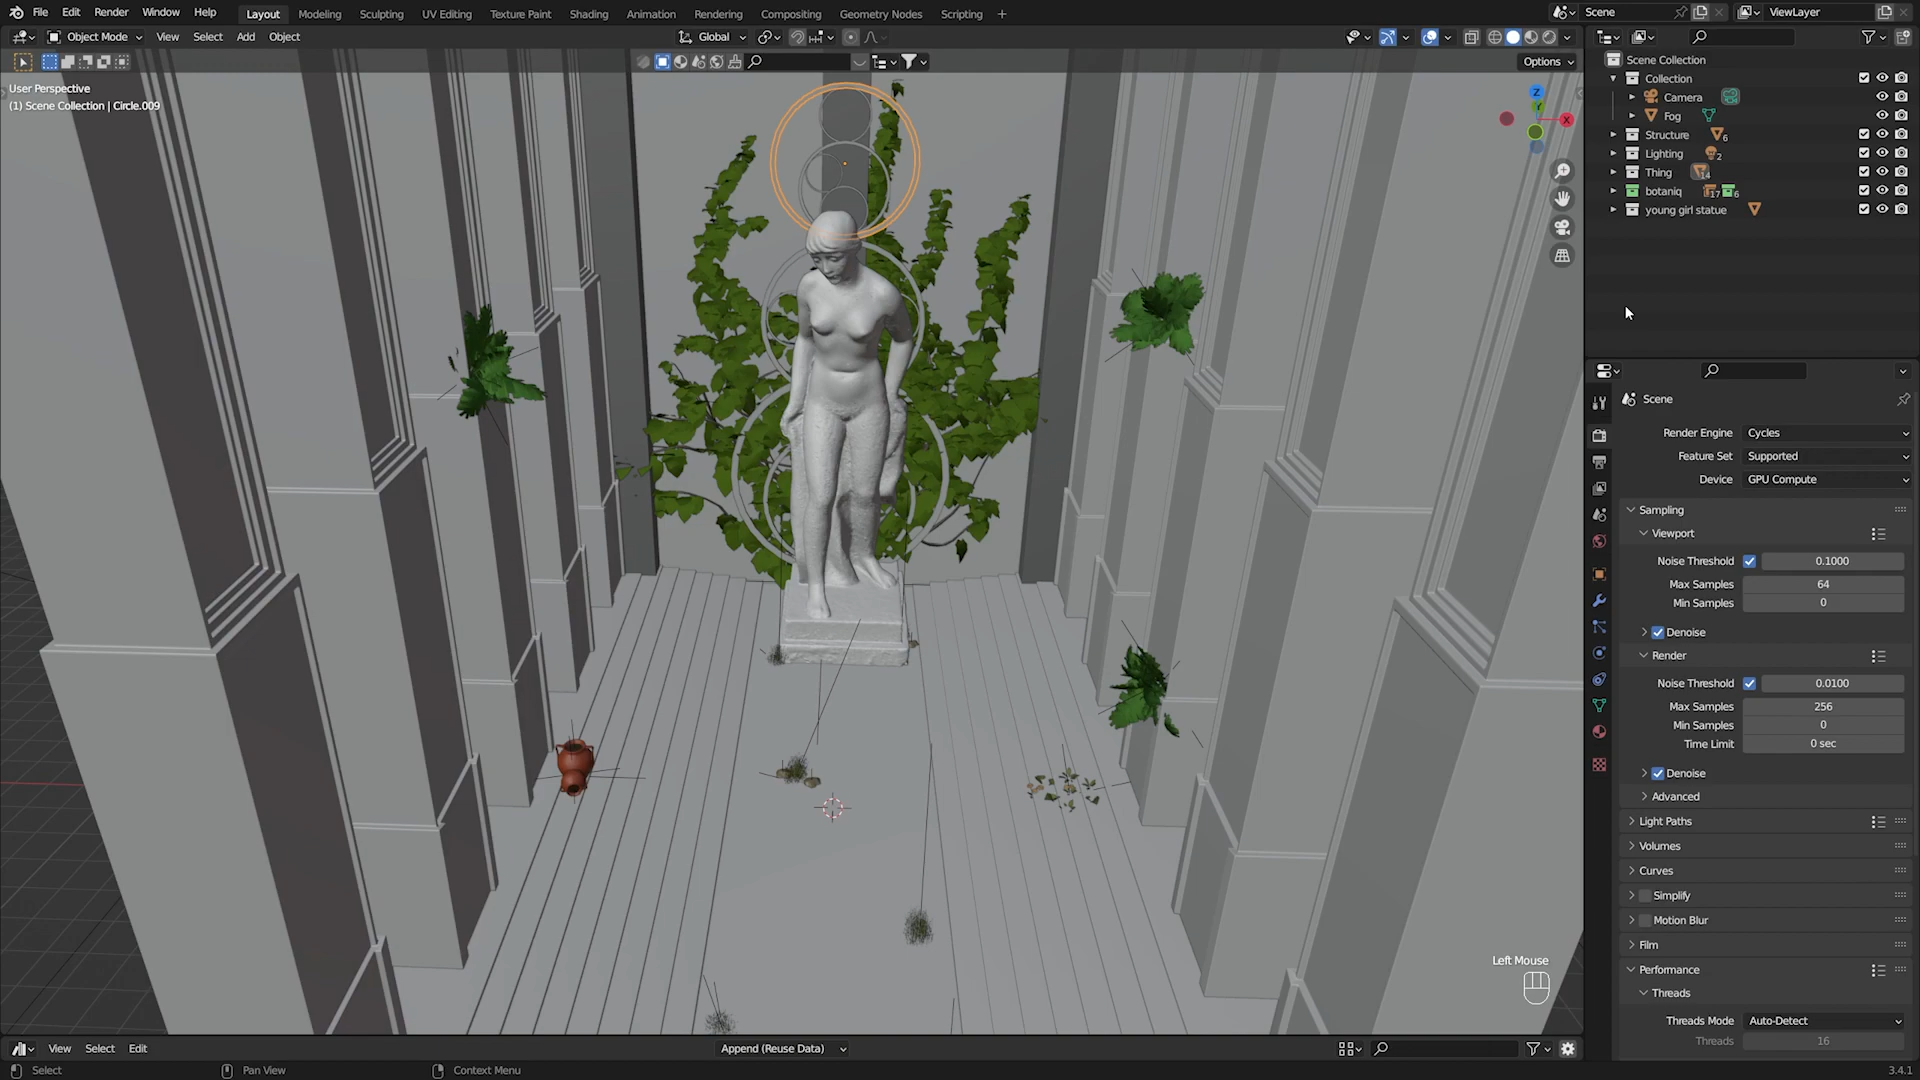 File Edit Render Window Help Layout Modeling Sculpting UV Editing Texture Paint Shading Animation Rendering Compositing Geometry Nodes Scripting + Scene ViewLayer
Object Mode View Select Add Object Global
Options
User Perspective
(1) Scene Collection | Circle.009
Z
Y
X
Scene Collection
Collection
Camera
Fog
Structure 6
Lighting 2
Thing 14
botaniq 17 6
young girl statue
Scene
Render Engine Cycles
Feature Set Supported
Device GPU Compute
Sampling
Viewport
Noise Threshold 0.1000
Max Samples 64
Min Samples 0
Denoise
Render
Noise Threshold 0.0100
Max Samples 256
Min Samples 0
Time Limit 0 sec
Denoise
Advanced
Light Paths
Volumes
Curves
Simplify
Motion Blur
Film
Performance
Threads
Threads Mode Auto-Detect
Threads 16
Left Mouse
View Select Edit Append (Reuse Data)
Select Pan View Context Menu 3.4.1